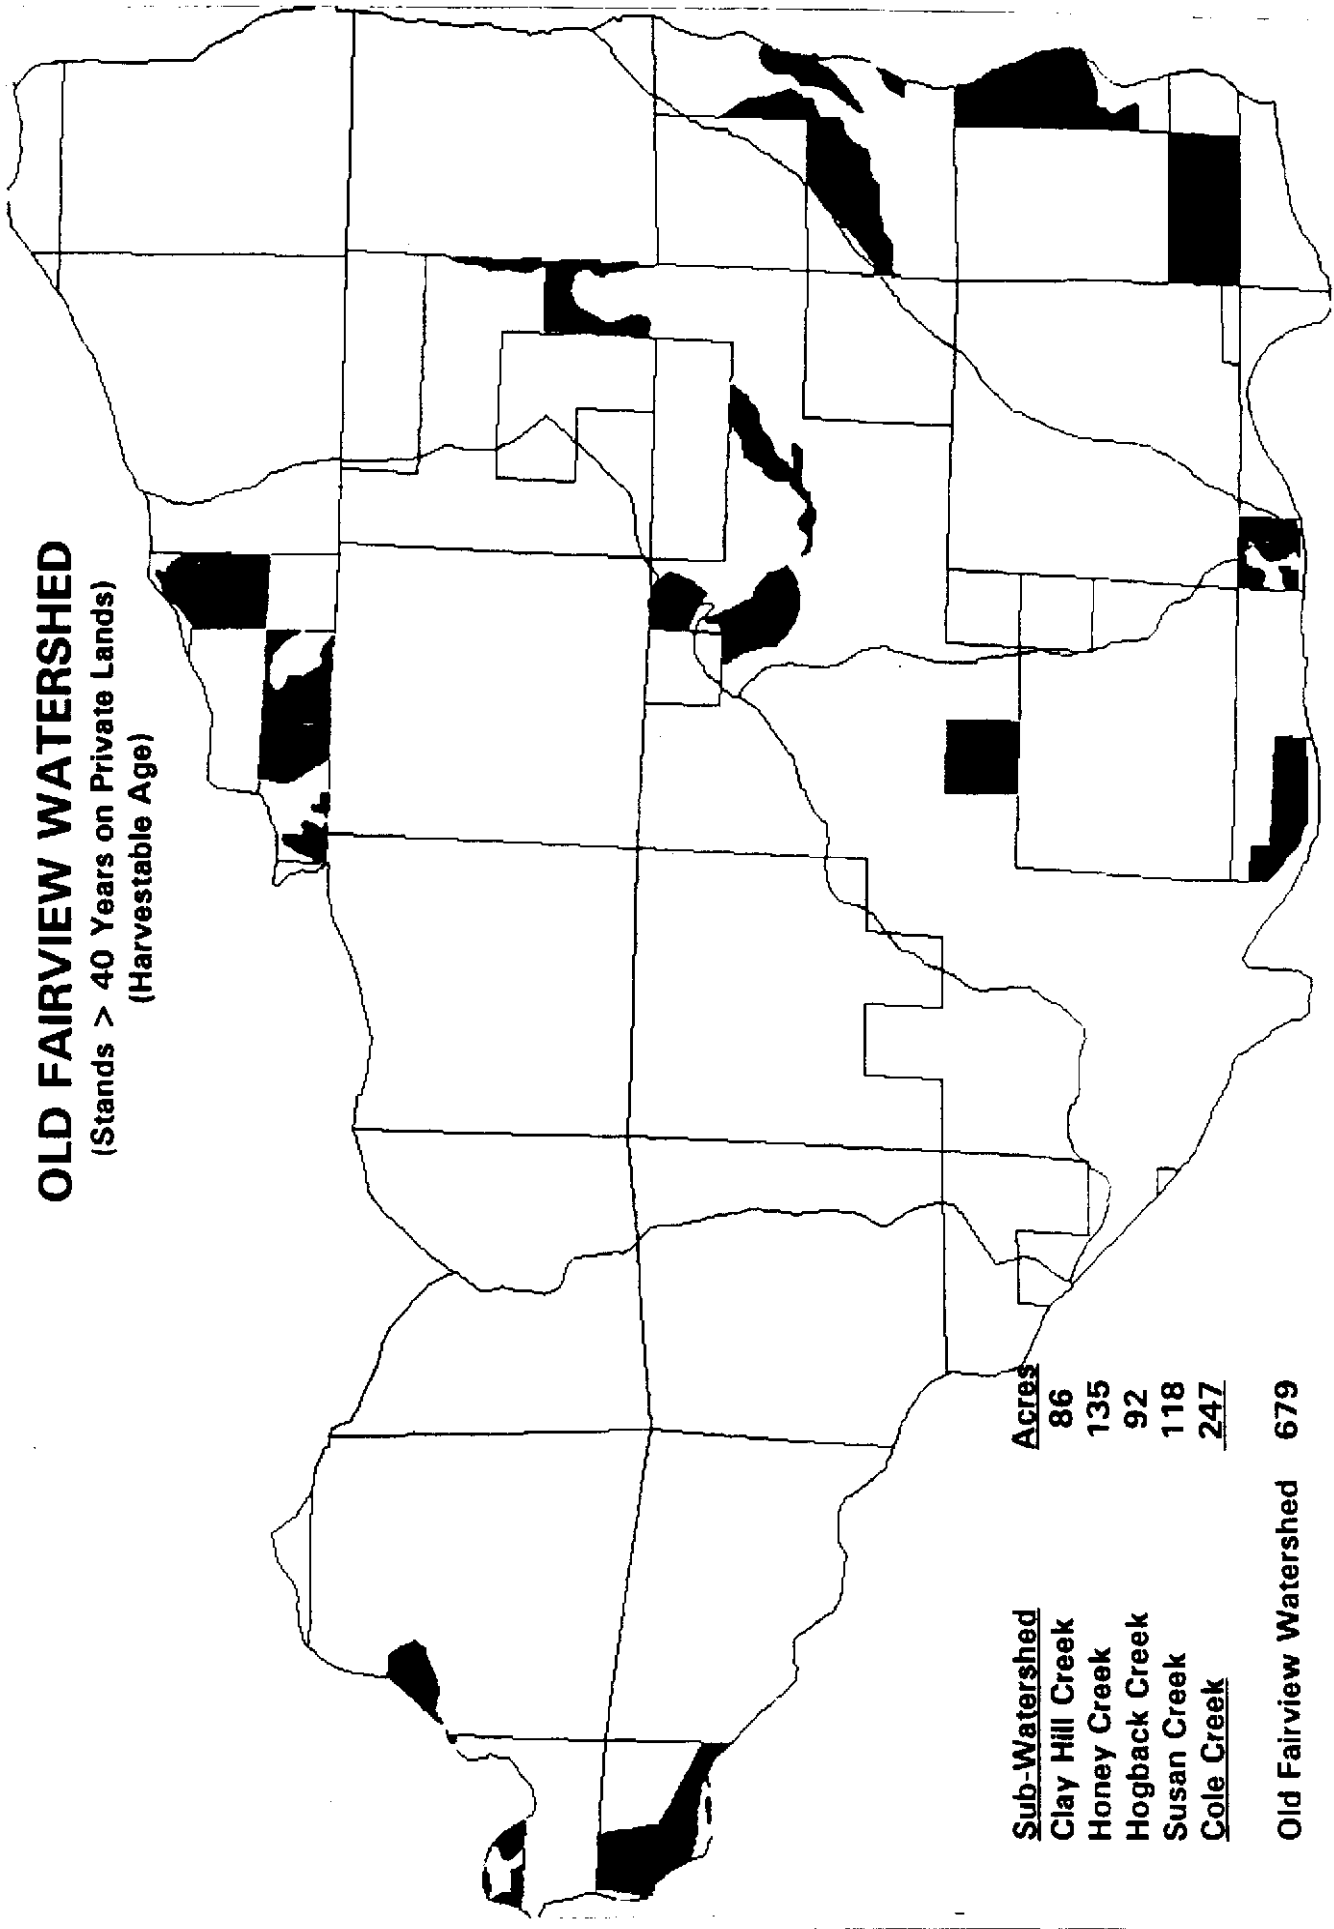 OLD FAIRVIEW WATERSHED
(Stands > 40 Years on Private Lands)
(Harvestable Age)
Sub-Watershed Acres
Clay Hill Creek 86
Honey Creek 135
Hogback Creek 92
Susan Creek 118
Cole Creek 247
Old Fairview Watershed 679